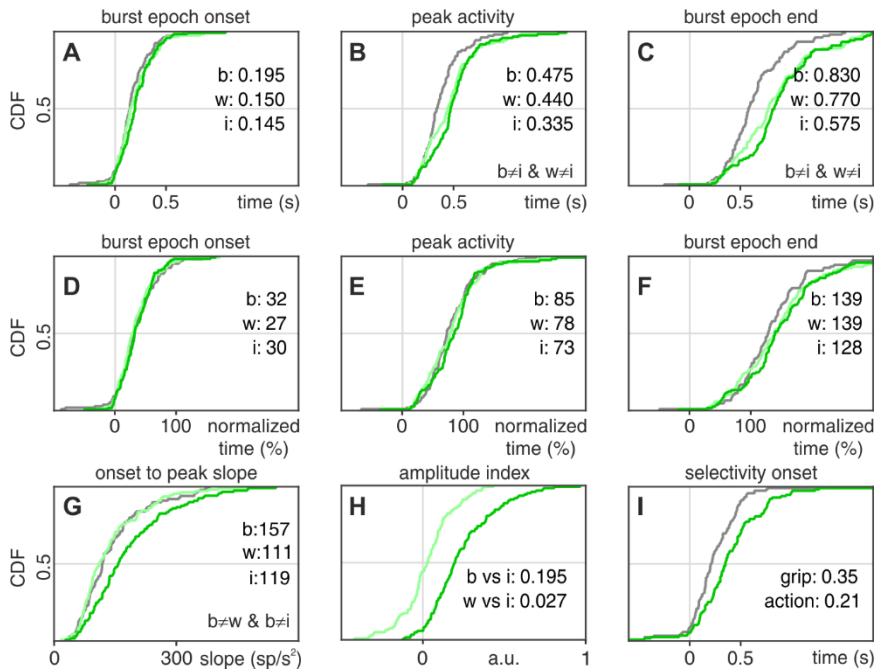 burst epoch onset
peak activity
burst epoch end
A
b: 0.195
w: 0.150
i: 0.145
B
b: 0.475
w: 0.440
i: 0.335
b≠i & w≠i
C
b: 0.830
w: 0.770
i: 0.575
b≠i & w≠i
CDF
0.5
0
0.5
time (s)
0
0.5
time (s)
0.5
time (s)
burst epoch onset
peak activity
burst epoch end
D
b: 32
w: 27
i: 30
E
b: 85
w: 78
i: 73
F
b: 139
w: 139
i: 128
CDF
0.5
0
100
normalized
time (%)
0
100
normalized
time (%)
0
100
normalized
time (%)
onset to peak slope
amplitude index
selectivity onset
G
b:157
w:111
i:119
b≠w & b≠i
H
b vs i: 0.195
w vs i: 0.027
I
grip: 0.35
action: 0.21
CDF
0.5
0
300
slope (sp/s²)
0
a.u.
1
0
0.5
time (s)